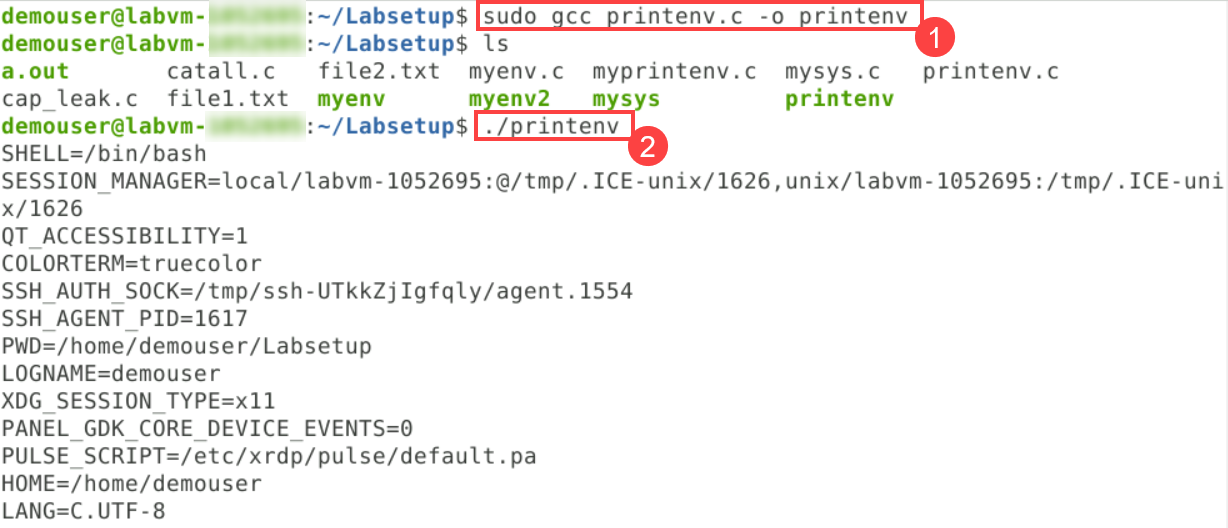 demouser@labvm-:~/Labsetup$ sudo gcc printenv.c -o printenv
1
demouser@labvm-:~/Labsetup$ ls
a.out catall.c file2.txt myenv.c myprintenv.c mysys.c printenv.c
cap_leak.c file1.txt myenv myenv2 mysys printenv
demouser@labvm-:~/Labsetup$ ./printenv
2
SHELL=/bin/bash
SESSION_MANAGER=local/labvm-1052695:@/tmp/.ICE-unix/1626,unix/labvm-1052695:/tmp/.ICE-uni
x/1626
QT_ACCESSIBILITY=1
COLORTERM=truecolor
SSH_AUTH_SOCK=/tmp/ssh-UTkkZjIgfqly/agent.1554
SSH_AGENT_PID=1617
PWD=/home/demouser/Labsetup
LOGNAME=demouser
XDG_SESSION_TYPE=x11
PANEL_GDK_CORE_DEVICE_EVENTS=0
PULSE_SCRIPT=/etc/xrdp/pulse/default.pa
HOME=/home/demouser
LANG=C.UTF-8